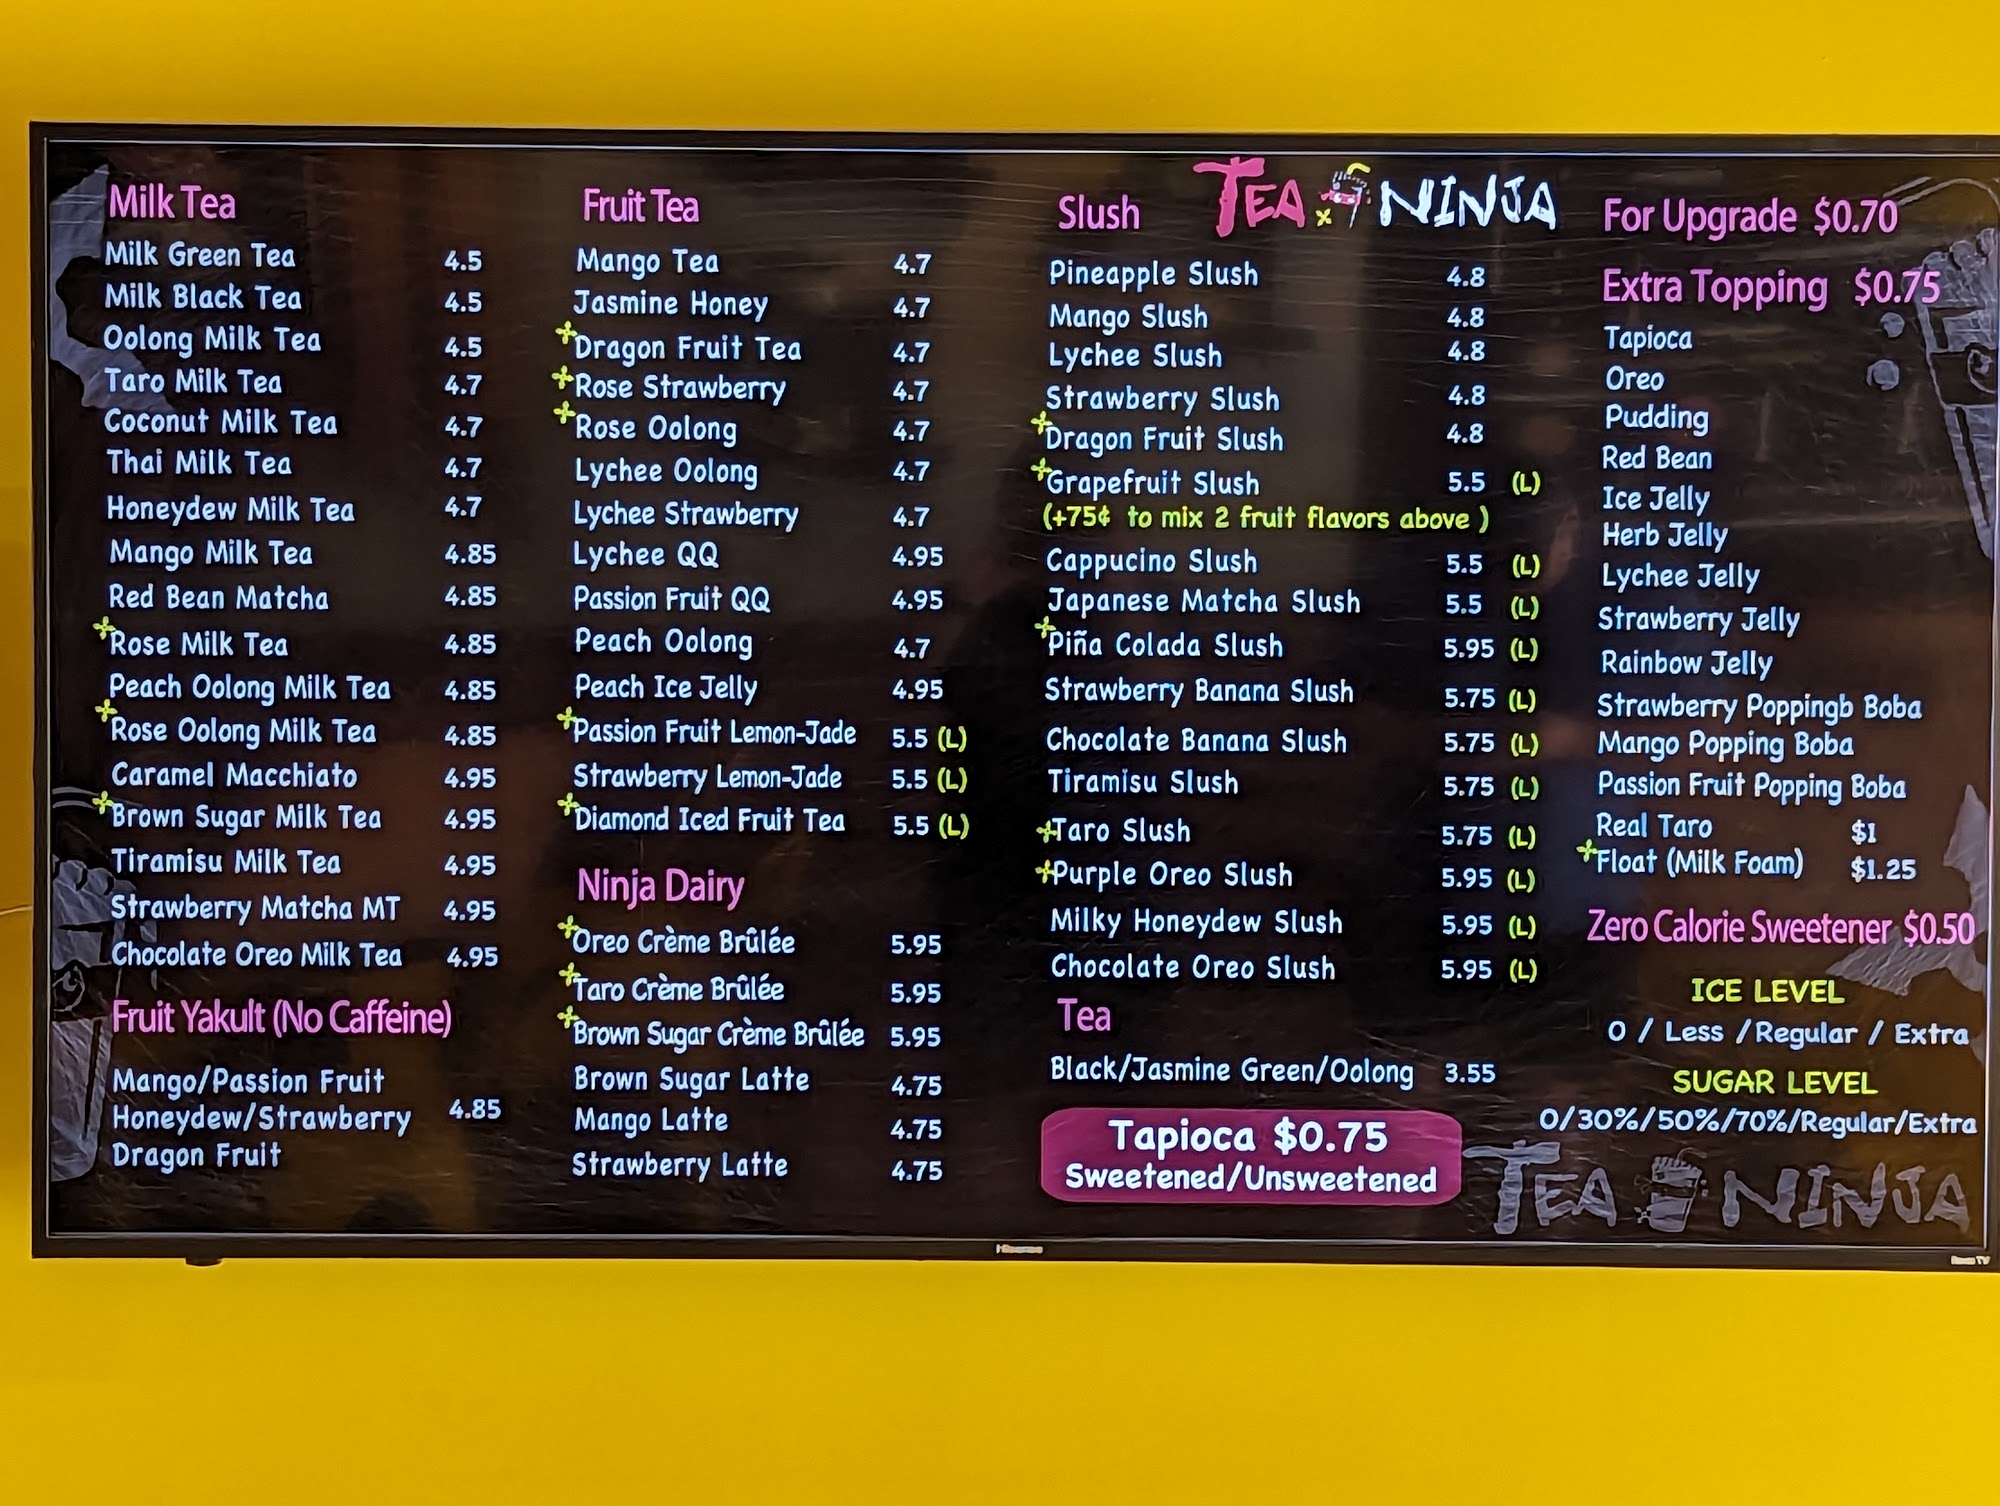 Milk Tea
Milk Green Tea 4.5
Milk Black Tea 4.5
Oolong Milk Tea 4.5
Taro Milk Tea 4.7
Coconut Milk Tea 4.7
Thai Milk Tea 4.7
Honeydew Milk Tea 4.7
Mango Milk Tea 4.85
Red Bean Matcha 4.85
Rose Milk Tea 4.85
Peach Oolong Milk Tea 4.85
Rose Oolong Milk Tea 4.85
Caramel Macchiato 4.95
Brown Sugar Milk Tea 4.95
Tiramisu Milk Tea 4.95
Strawberry Matcha MT 4.95
Chocolate Oreo Milk Tea 4.95
Fruit Yakult (No Caffeine)
Mango/Passion Fruit
Honeydew/Strawberry 4.85
Dragon Fruit
Fruit Tea
Mango Tea 4.7
Jasmine Honey 4.7
Dragon Fruit Tea 4.7
Rose Strawberry 4.7
Rose Oolong 4.7
Lychee Oolong 4.7
Lychee Strawberry 4.7
Lychee QQ 4.95
Passion Fruit QQ 4.95
Peach Oolong 4.7
Peach Ice Jelly 4.95
Passion Fruit Lemon-Jade 5.5 (L)
Strawberry Lemon-Jade 5.5 (L)
Diamond Iced Fruit Tea 5.5 (L)
Ninja Dairy
Oreo Crème Brûlée 5.95
Taro Crème Brûlée 5.95
Brown Sugar Crème Brûlée 5.95
Brown Sugar Latte 4.75
Mango Latte 4.75
Strawberry Latte 4.75
TEA NINJA
Slush
Pineapple Slush 4.8
Mango Slush 4.8
Lychee Slush 4.8
Strawberry Slush 4.8
Dragon Fruit Slush 4.8
Grapefruit Slush 5.5 (L)
(+75¢ to mix 2 fruit flavors above )
Cappucino Slush 5.5 (L)
Japanese Matcha Slush 5.5 (L)
Piña Colada Slush 5.95 (L)
Strawberry Banana Slush 5.75 (L)
Chocolate Banana Slush 5.75 (L)
Tiramisu Slush 5.75 (L)
Taro Slush 5.75 (L)
Purple Oreo Slush 5.95 (L)
Milky Honeydew Slush 5.95 (L)
Chocolate Oreo Slush 5.95 (L)
Tea
Black/Jasmine Green/Oolong 3.55
Tapioca $0.75
Sweetened/Unsweetened
For Upgrade $0.70
Extra Topping $0.75
Tapioca
Oreo
Pudding
Red Bean
Ice Jelly
Herb Jelly
Lychee Jelly
Strawberry Jelly
Rainbow Jelly
Strawberry Poppingb Boba
Mango Popping Boba
Passion Fruit Popping Boba
Real Taro $1
Float (Milk Foam) $1.25
Zero Calorie Sweetener $0.50
ICE LEVEL
0 / Less /Regular / Extra
SUGAR LEVEL
0/30%/50%/70%/Regular/Extra
TEA NINJA
Hisense
Roku TV